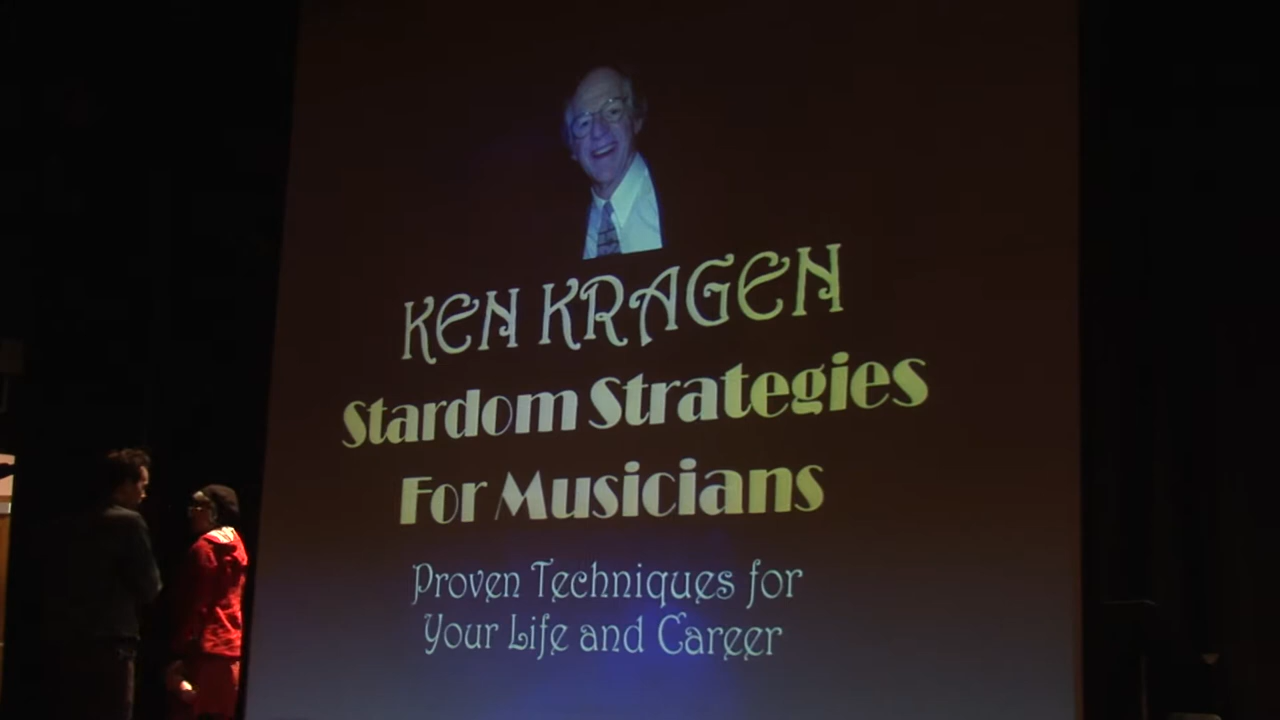 KEN KRAGEN
Stardom Strategies
For Musicians
Proven Techniques for
Your Life and Career